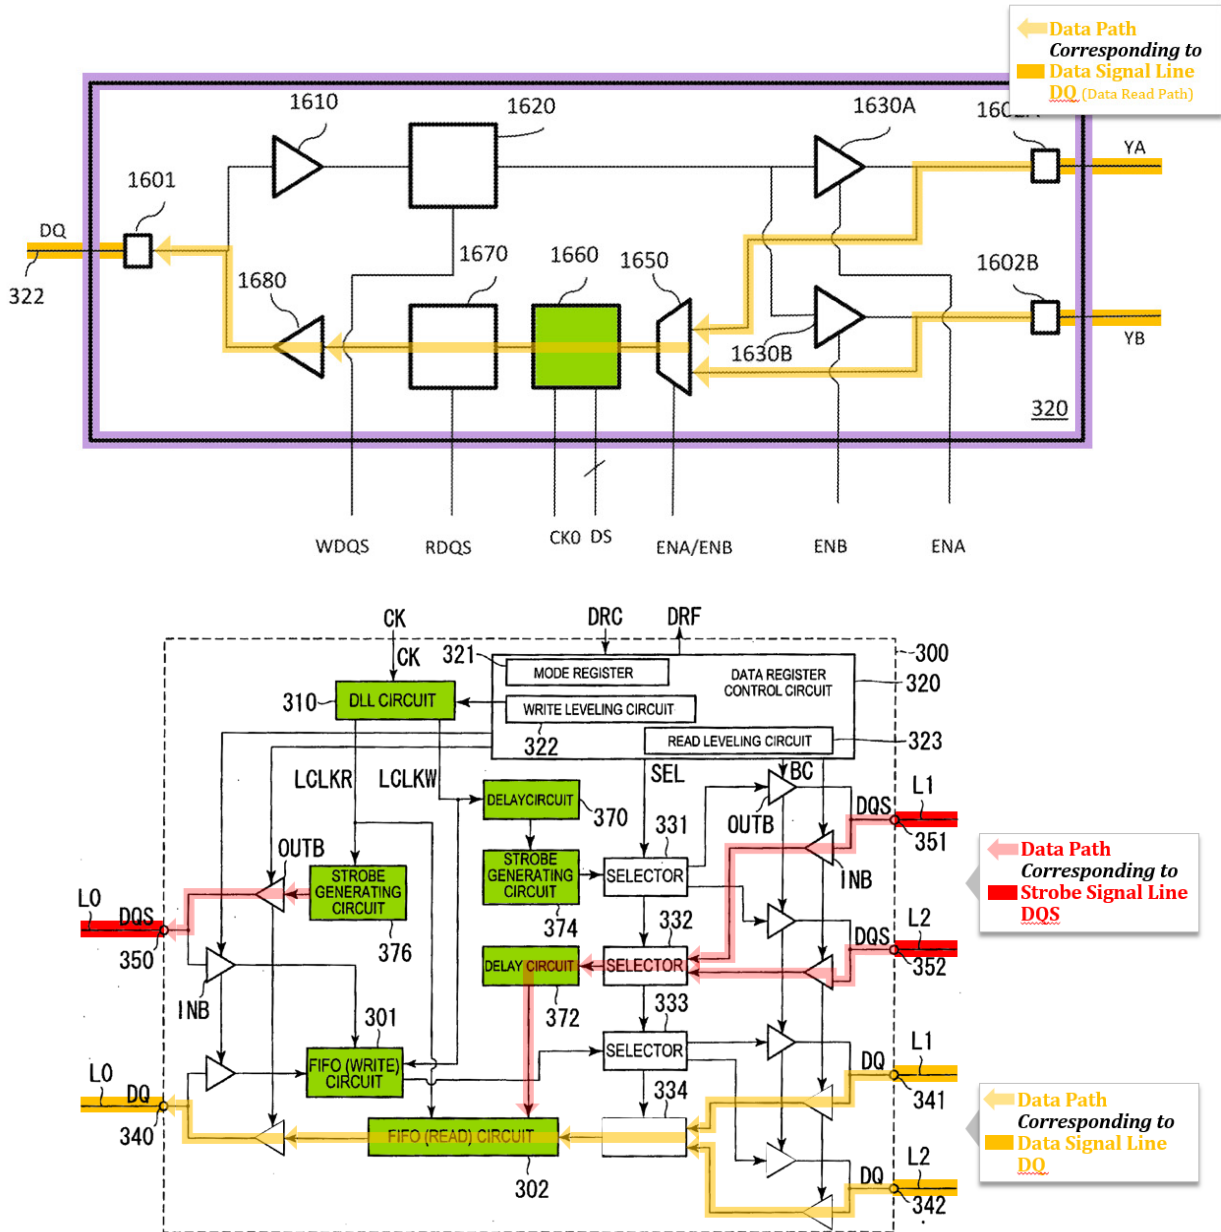 Data Path
Corresponding to
Data Signal Line
DQ (Data Read Path)
1610
1620
1630A
YA
1601
DQ
322
1680
1670
1660
1650
1602B
1630B
YB
320
WDQS
RDQS
CK0
DS
ENA/ENB
ENB
ENA
CK
DRC
DRF
CK
321
MODE REGISTER
DATA REGISTER
CONTROL CIRCUIT
300
320
310
DLL CIRCUIT
WRITE LEVELING CIRCUIT
322
READ LEVELING CIRCUIT
323
LCLKR
LCLKW
SEL
BC
DELAYCIRCUIT
370
OUTB
DQS
L1
351
331
OUTB
STROBE
GENERATING
CIRCUIT
376
STROBE
GENERATING
CIRCUIT
374
SELECTOR
INB
Data Path
Corresponding to
Strobe Signal Line
DQS
L0
DQS
350
332
DQS
L2
352
DELAY CIRCUIT
372
SELECTOR
INB
301
333
FIFO (WRITE)
CIRCUIT
SELECTOR
L1
DQ
341
L0
DQ
340
334
Data Path
Corresponding to
Data Signal Line
DQ
FIFO (READ) CIRCUIT
302
DQ
L2
342